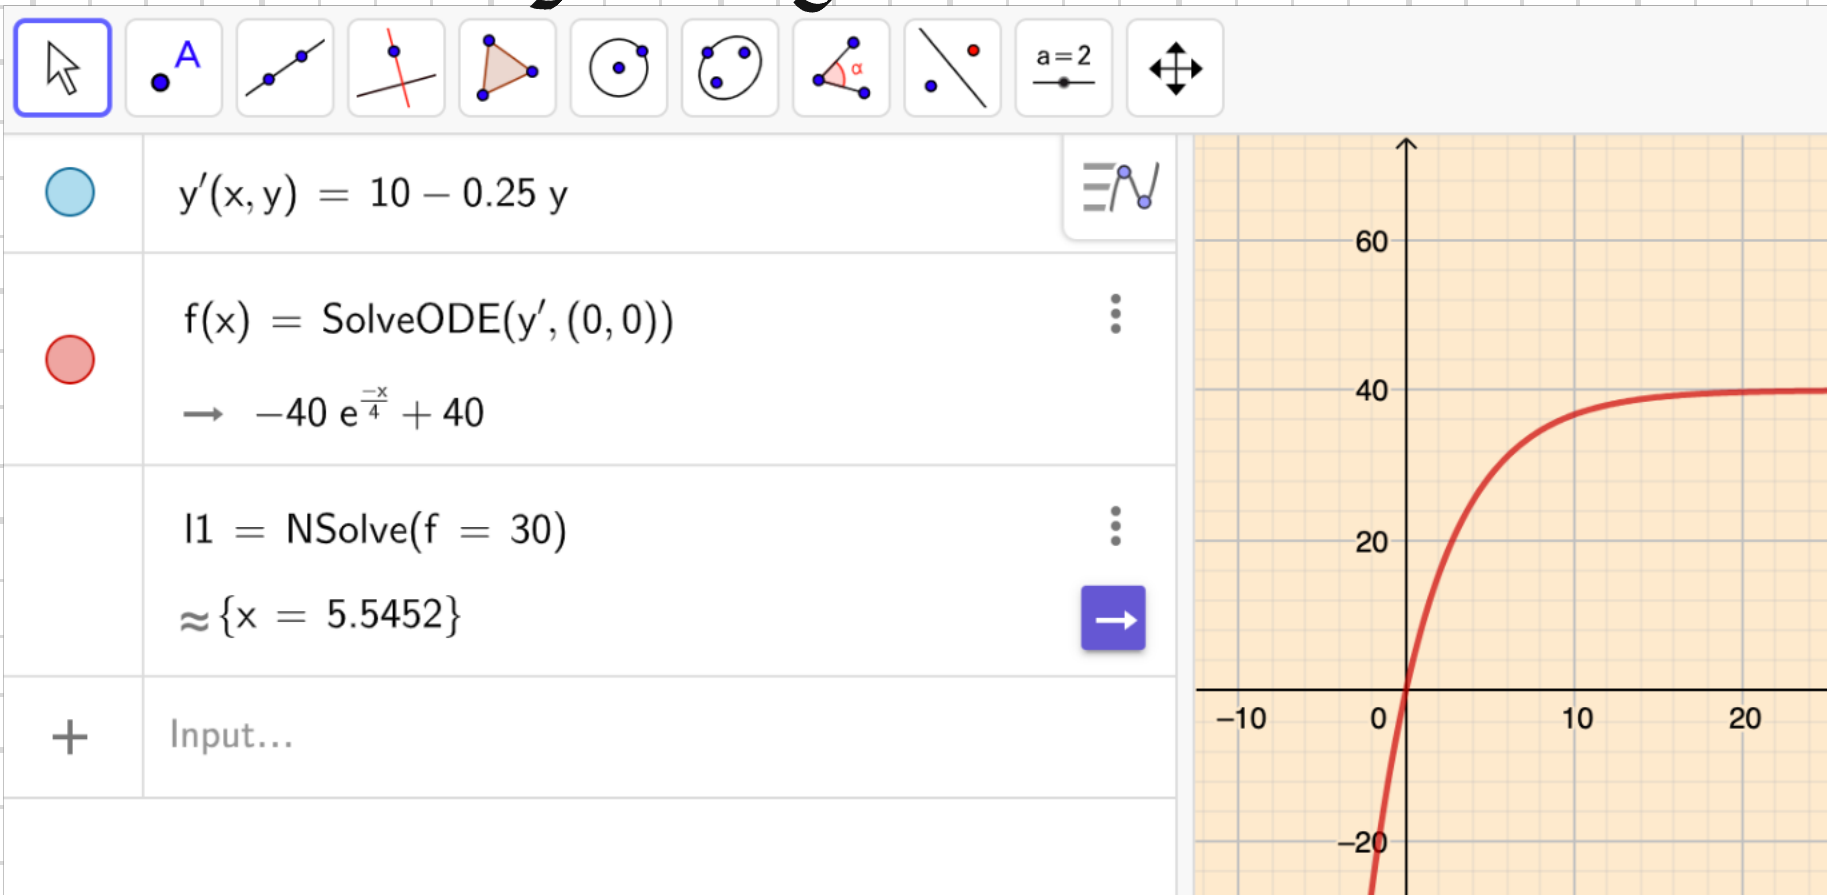 A
α
a = 2
y′(x, y) = 10 − 0.25 y
f(x) = SolveODE(y′, (0, 0))
→ −40 e^(−x/4) + 40
l1 = NSolve(f = 30)
≈ {x = 5.5452}
Input...
60
40
20
−10 0 10 20
−20